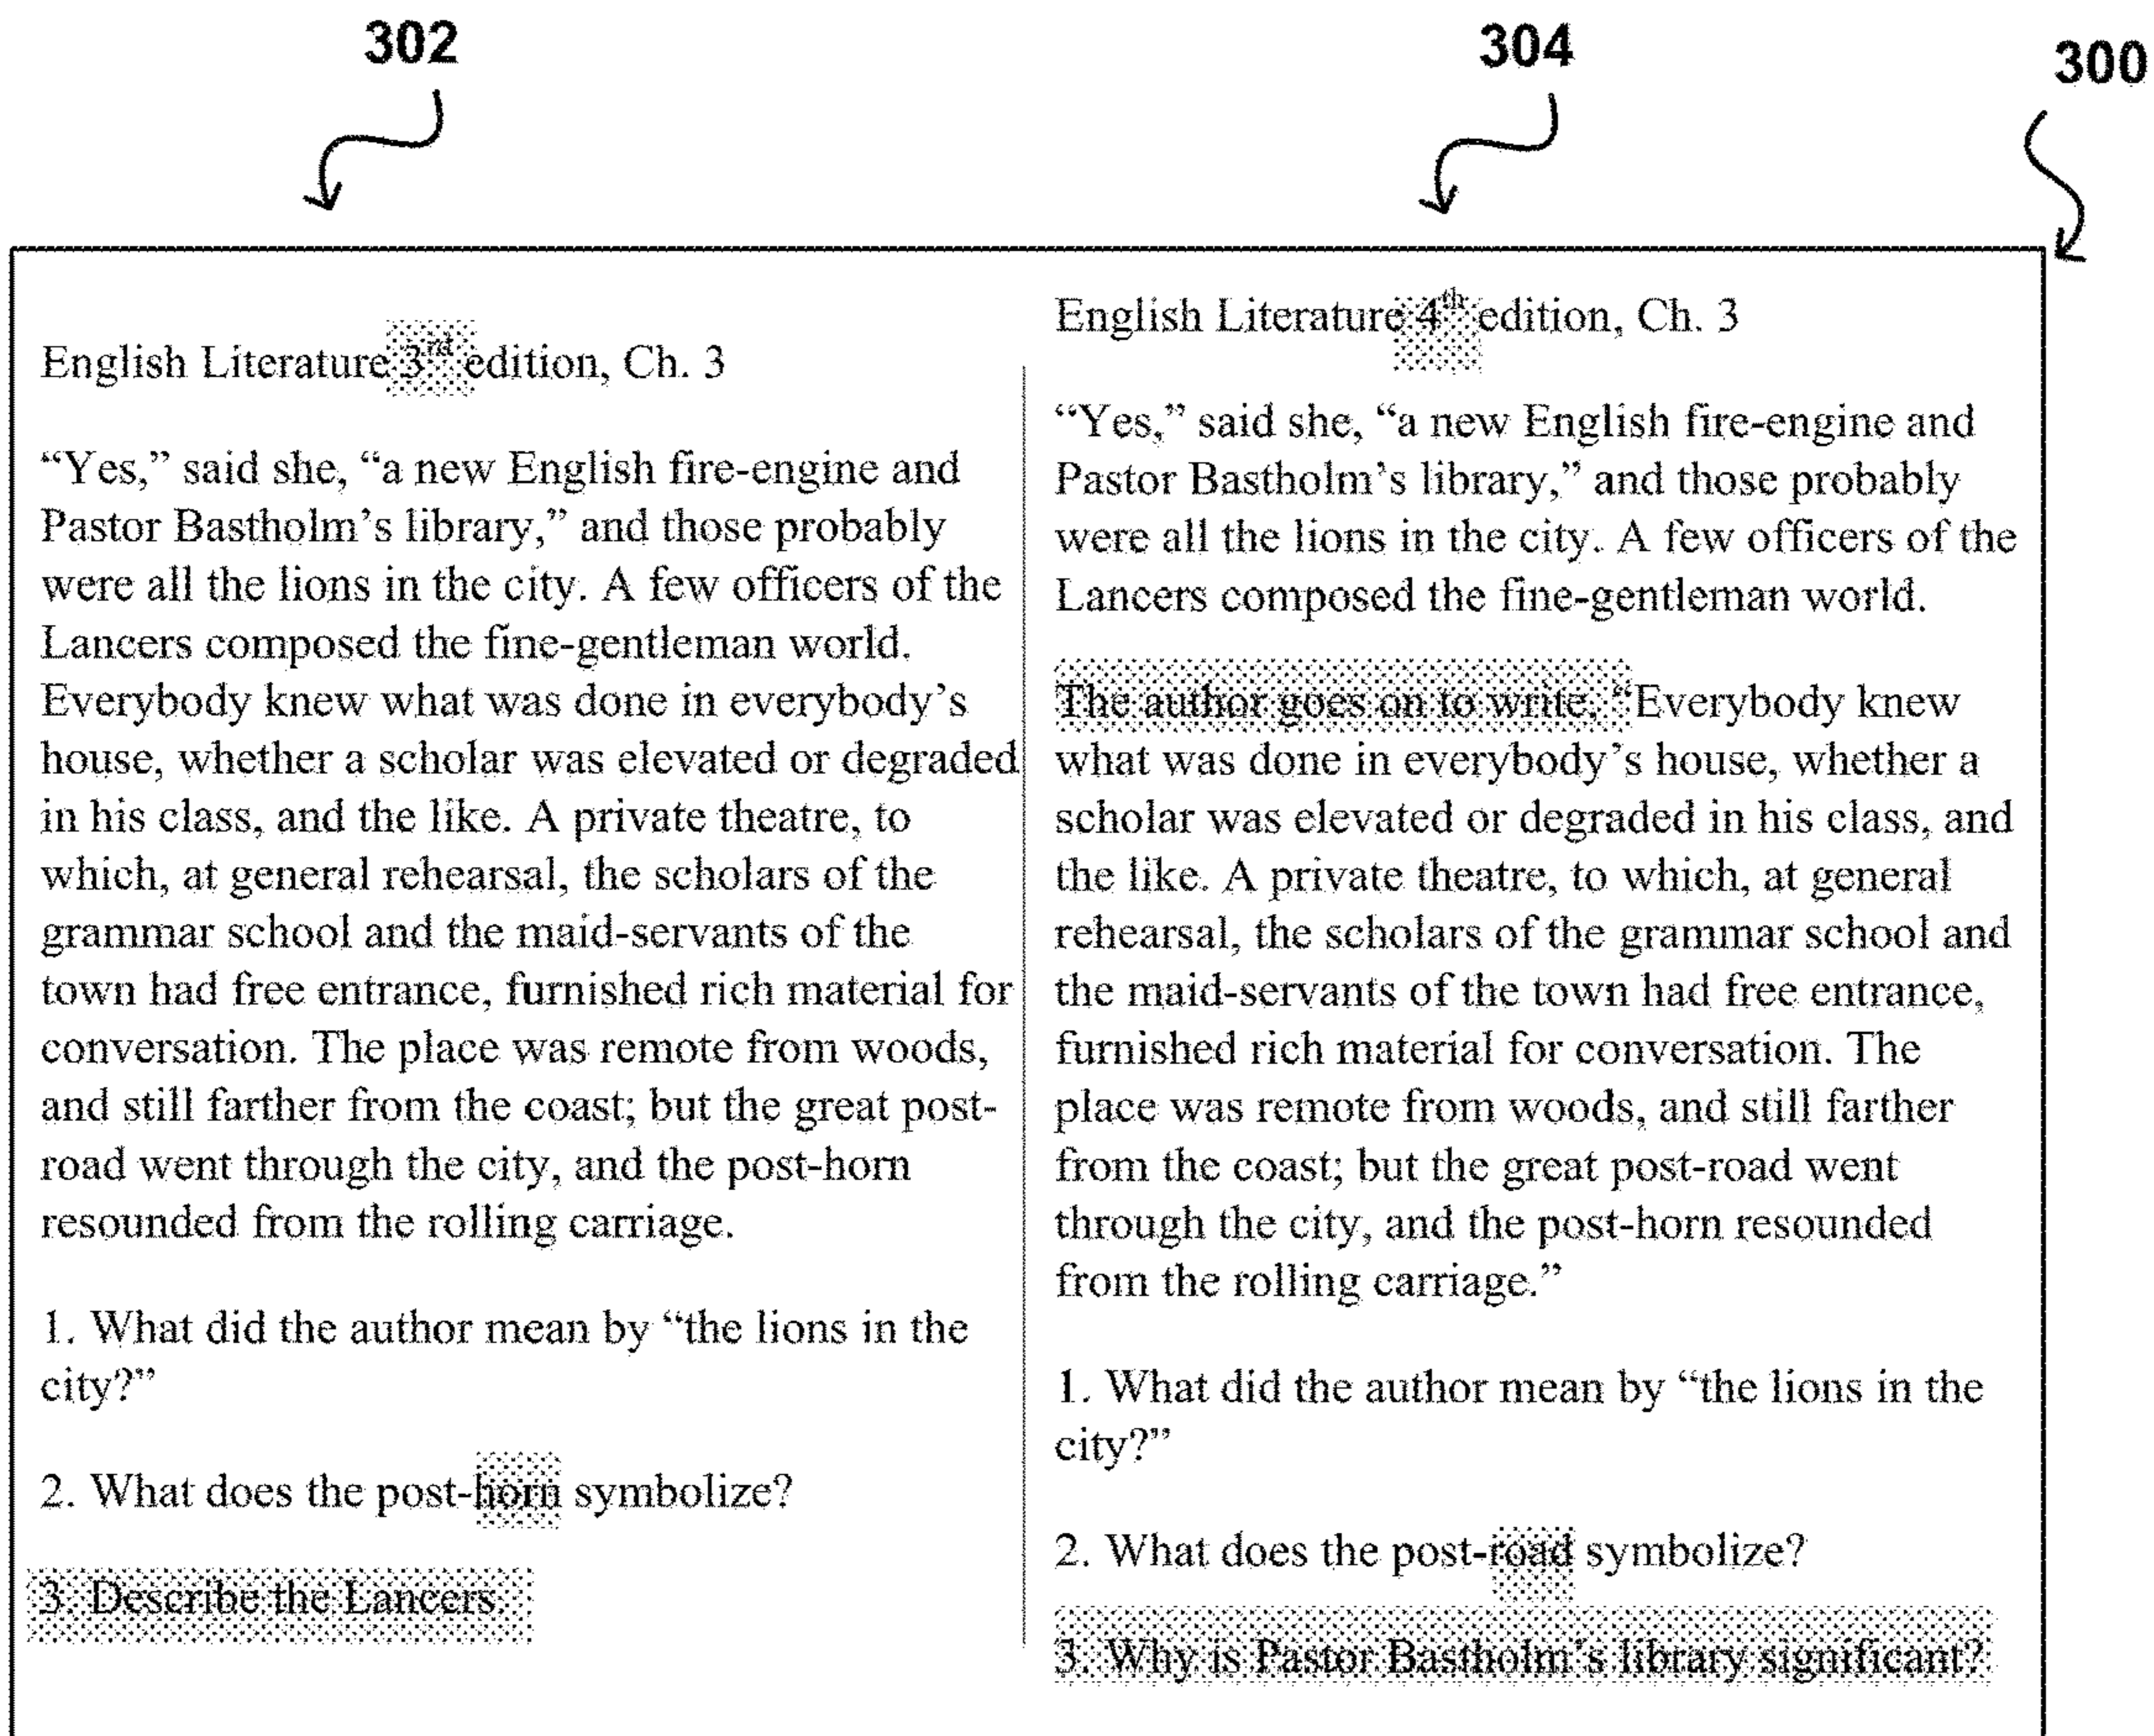 302
304
300
English Literature 3rd edition, Ch. 3
“Yes,” said she, “a new English fire-engine and
Pastor Bastholm’s library,” and those probably
were all the lions in the city. A few officers of the
Lancers composed the fine-gentleman world.
Everybody knew what was done in everybody’s
house, whether a scholar was elevated or degraded
in his class, and the like. A private theatre, to
which, at general rehearsal, the scholars of the
grammar school and the maid-servants of the
town had free entrance, furnished rich material for
conversation. The place was remote from woods,
and still farther from the coast; but the great post-
road went through the city, and the post-horn
resounded from the rolling carriage.
1. What did the author mean by “the lions in the
city?”
2. What does the post-horn symbolize?
3. Describe the Lancers.
English Literature 4th edition, Ch. 3
“Yes,” said she, “a new English fire-engine and
Pastor Bastholm’s library,” and those probably
were all the lions in the city. A few officers of the
Lancers composed the fine-gentleman world.
The author goes on to write, “Everybody knew
what was done in everybody’s house, whether a
scholar was elevated or degraded in his class, and
the like. A private theatre, to which, at general
rehearsal, the scholars of the grammar school and
the maid-servants of the town had free entrance,
furnished rich material for conversation. The
place was remote from woods, and still farther
from the coast; but the great post-road went
through the city, and the post-horn resounded
from the rolling carriage.”
1. What did the author mean by “the lions in the
city?”
2. What does the post-road symbolize?
3. Why is Pastor Bastholm’s library significant?